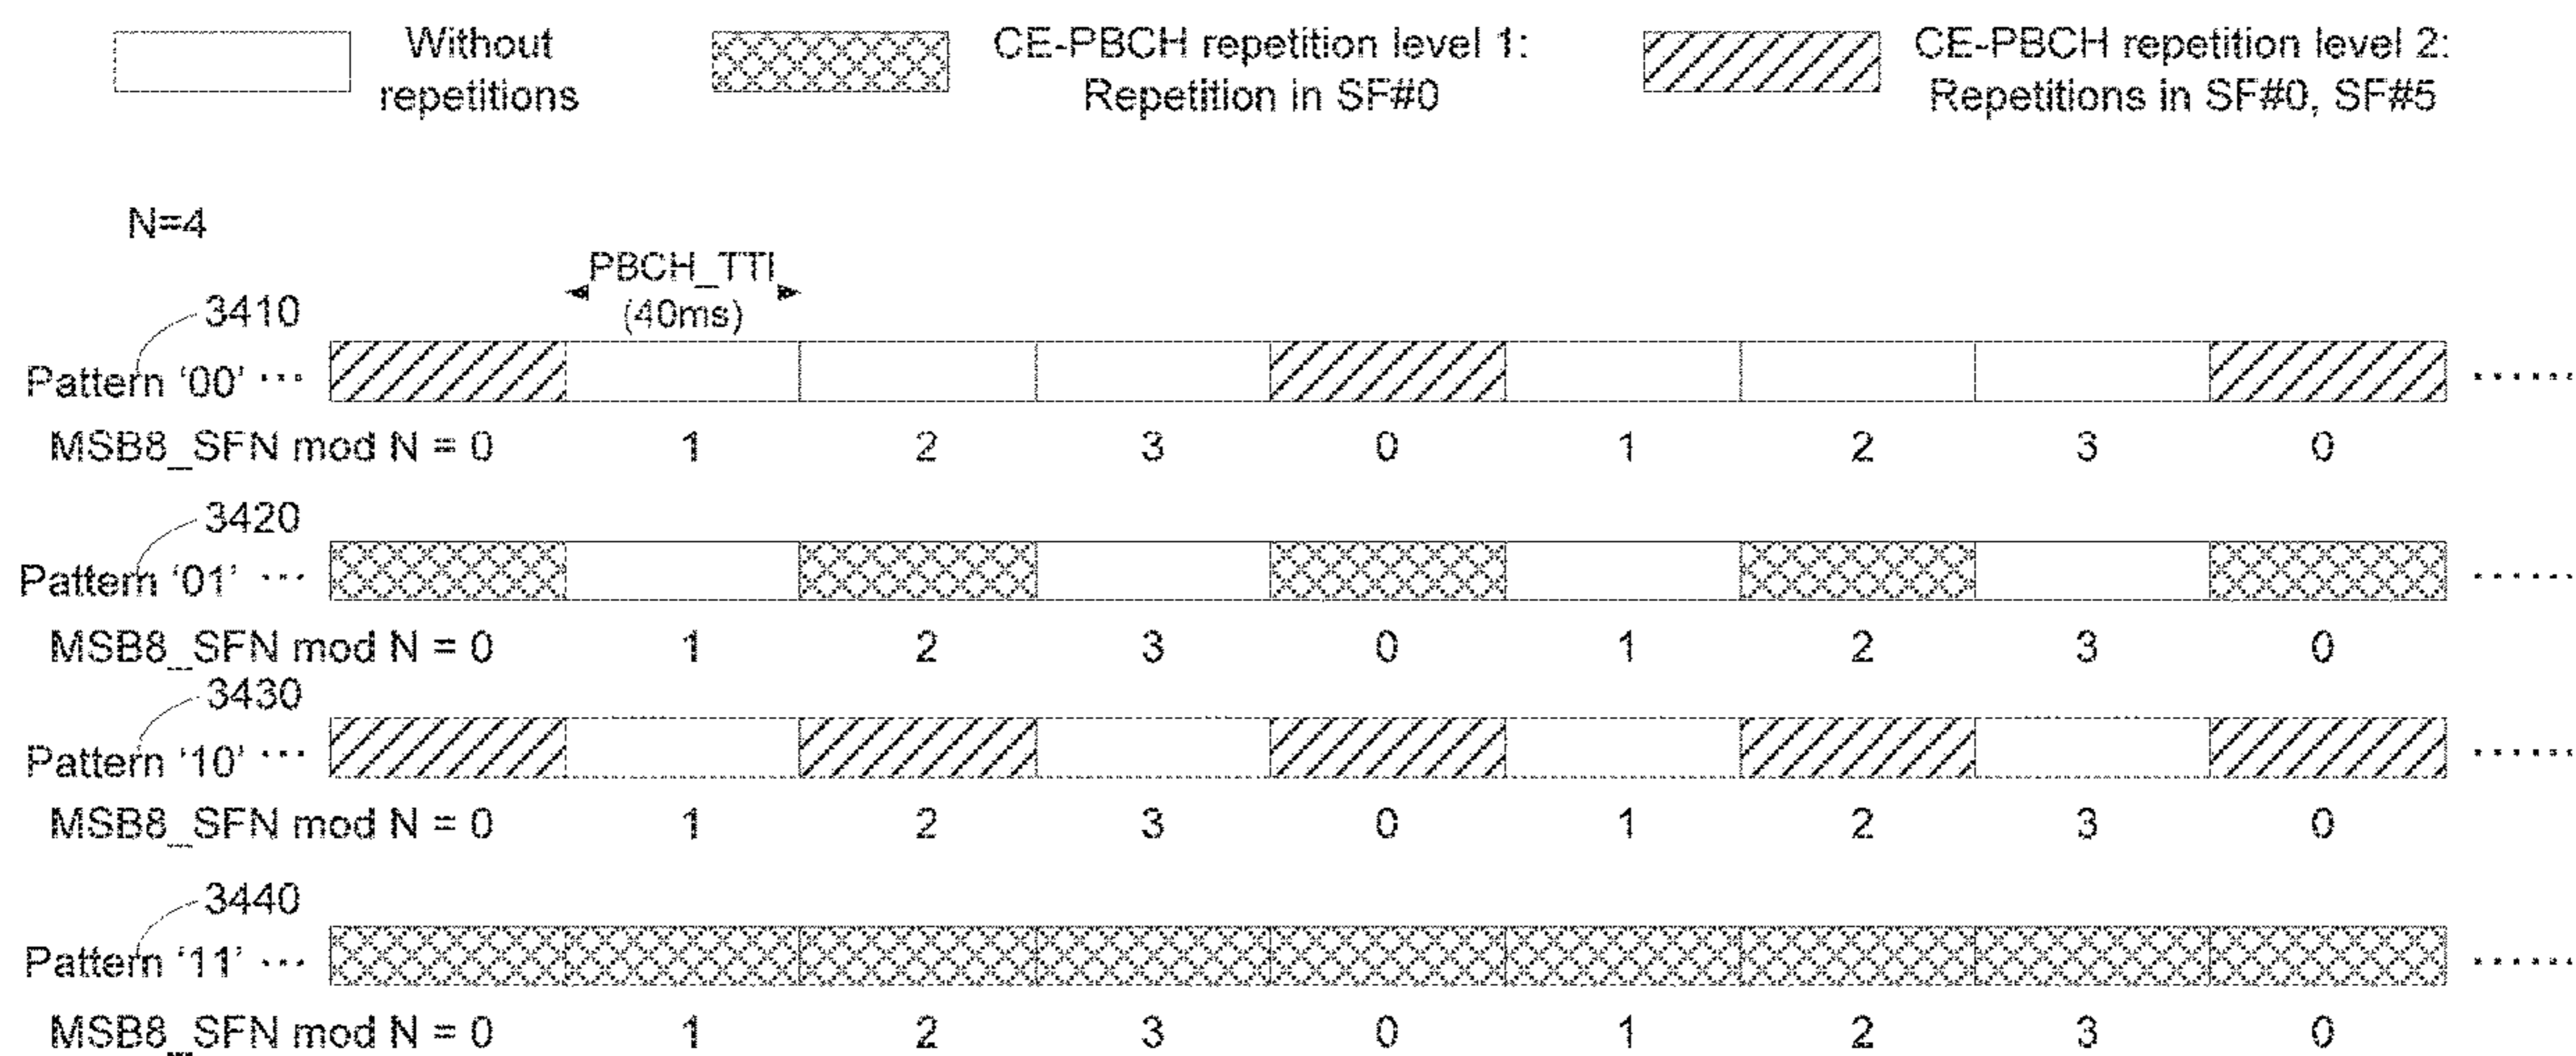 Without
repetitions
CE-PBCH repetition level 1:
Repetition in SF#0
CE-PBCH repetition level 2:
Repetitions in SF#0, SF#5
N=4
PBCH_TTI
(40ms)
3410
Pattern ‘00’ ··· ······
MSB8_SFN mod N = 0 1 2 3 0 1 2 3 0
3420
Pattern ‘01’ ··· ······
MSB8_SFN mod N = 0 1 2 3 0 1 2 3 0
3430
Pattern ‘10’ ··· ······
MSB8_SFN mod N = 0 1 2 3 0 1 2 3 0
3440
Pattern ‘11’ ··· ······
MSB8_SFN mod N = 0 1 2 3 0 1 2 3 0